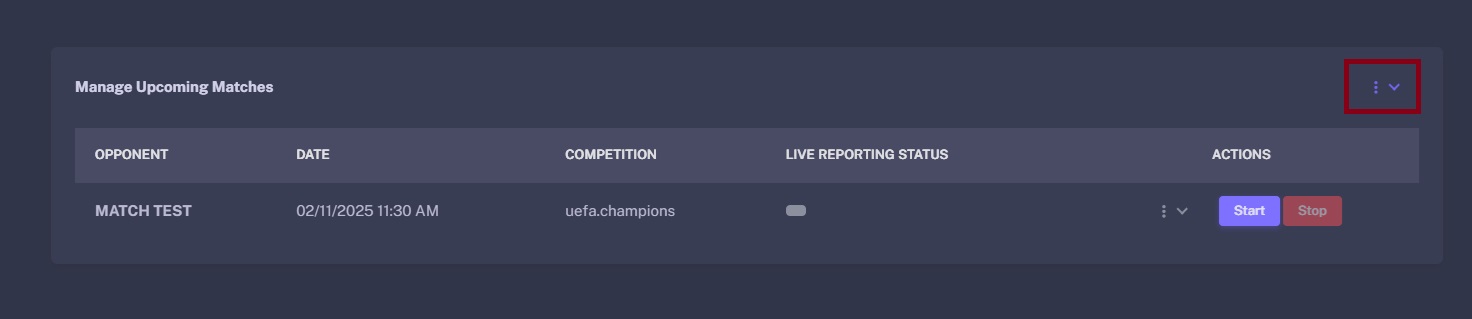 Manage Upcoming Matches
OPPONENT DATE COMPETITION LIVE REPORTING STATUS ACTIONS
MATCH TEST 02/11/2025 11:30 AM uefa.champions Start Stop